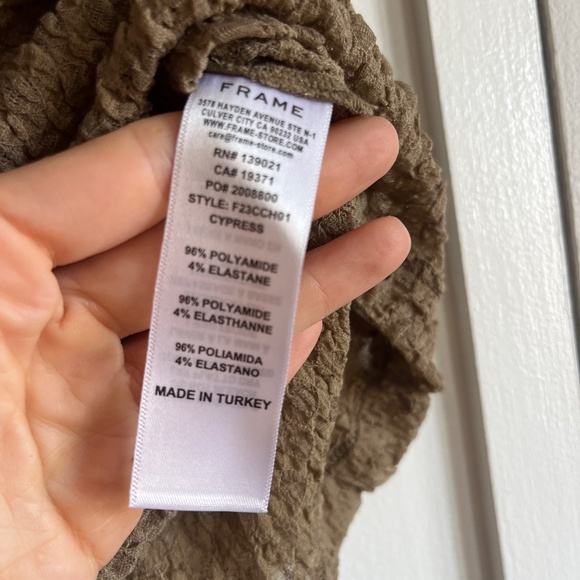 FRAME
3578 HAYDEN AVENUE STE N-1
CULVER CITY CA 90232 USA
WWW.FRAME-STORE.COM
care@frame-store.com
RN# 139021
CA# 19371
PO# 2008800
STYLE: F23CCH01
CYPRESS
96% POLYAMIDE
4% ELASTANE
96% POLYAMIDE
4% ELASTHANNE
96% POLIAMIDA
4% ELASTANO
MADE IN TURKEY